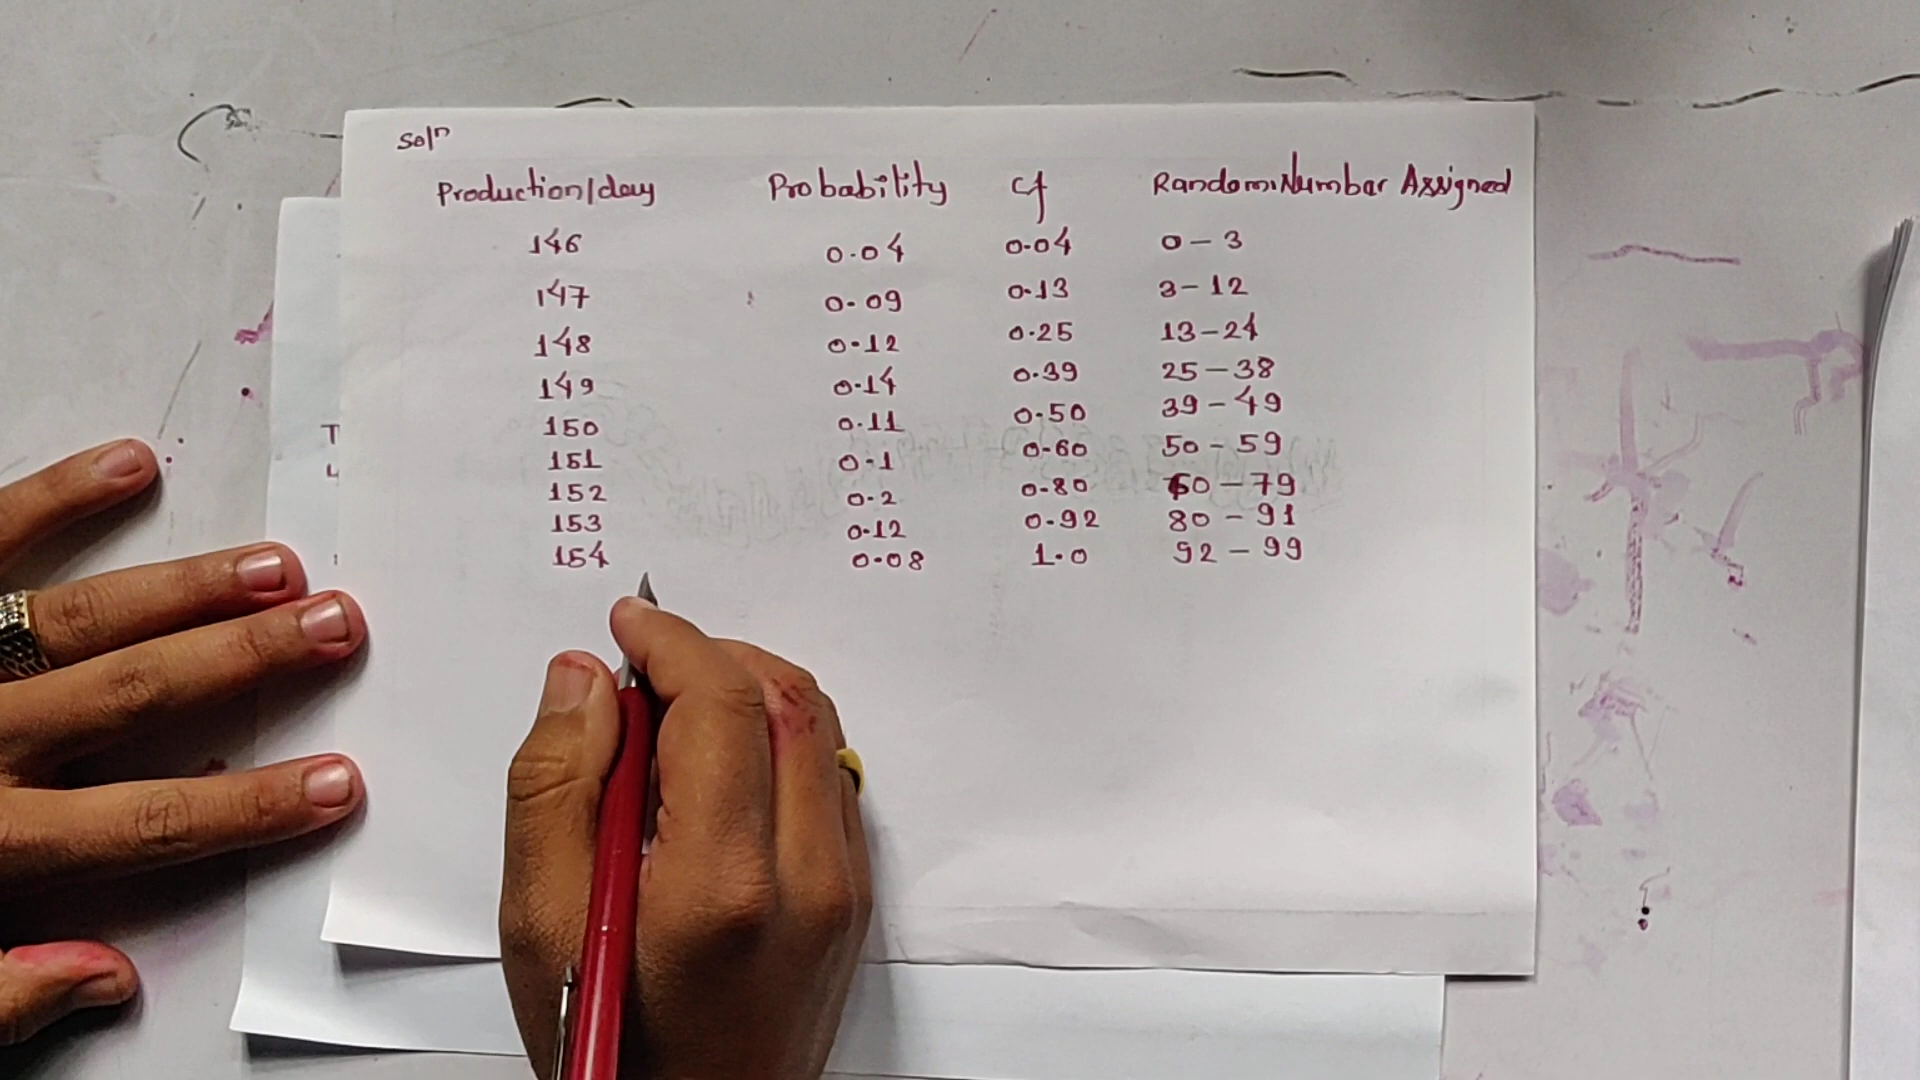 Soln
Production/day Probability cf Random Numbar Assigned
146 0.04 0.04 0-3
147 0.09 0.13 3-12
148 0.12 0.25 13-24
149 0.14 0.39 25-38
150 0.11 0.50 39-49
151 0.1 0.60 50-59
152 0.2 0.80 60-79
153 0.12 0.92 80-91
154 0.08 1.0 92-99